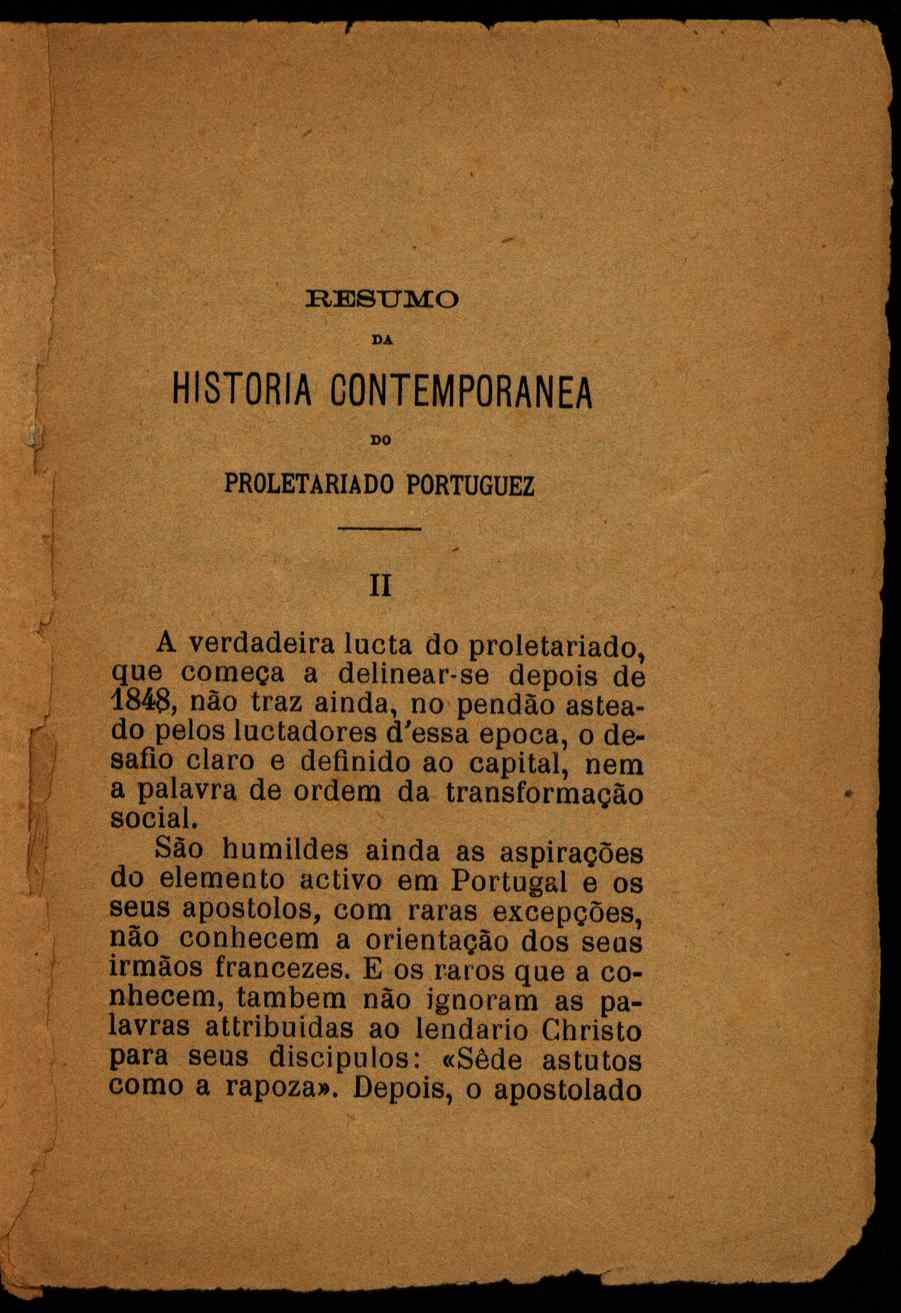 RESUMO
DA
HISTORIA CONTEMPORANEA
DO
PROLETARIADO PORTUGUEZ
II
A verdadeira lucta do proletariado,
que começa a delinear-se depois de
1848, não traz ainda, no pendão astea-
do pelos luctadores d'essa epoca, o de-
safio claro e definido ao capital, nem
a palavra de ordem da transformação
social.
São humildes ainda as aspirações
do elemento activo em Portugal e os
seus apostolos, com raras excepções,
não conhecem a orientação dos seus
irmãos francezes. E os raros que a co-
nhecem, tambem não ignoram as pa-
lavras attribuidas ao lendario Christo
para seus discipulos: «Sêde astutos
como a rapoza». Depois, o apostolado